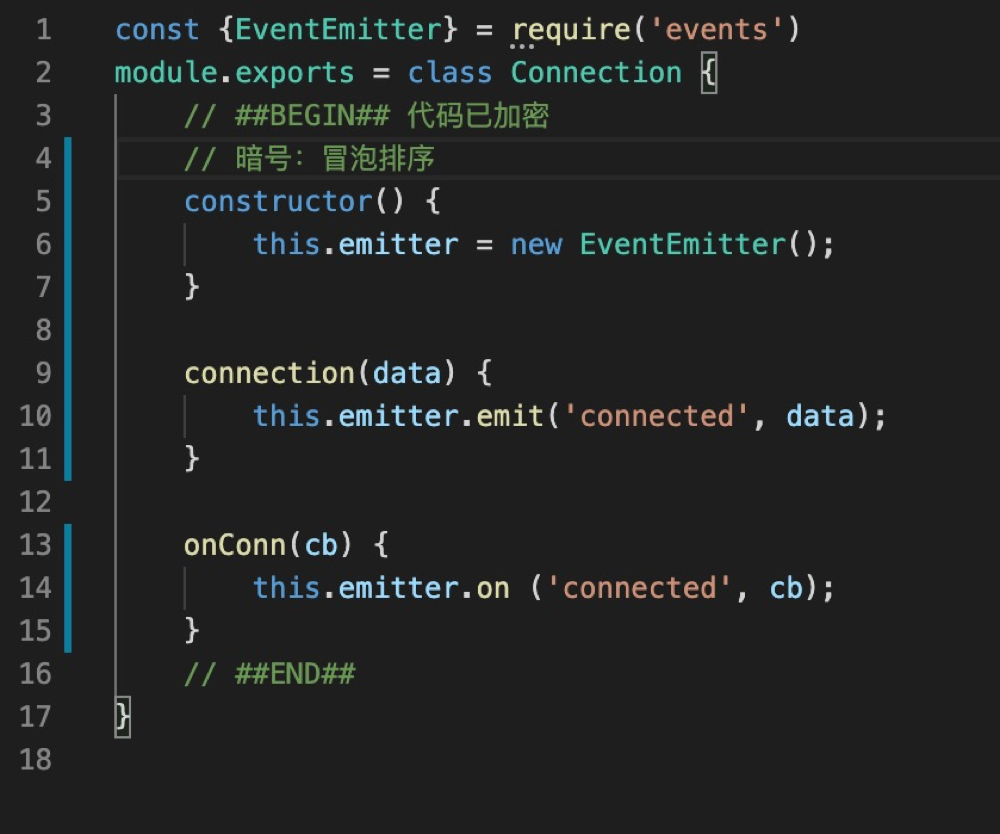 1 const {EventEmitter} = require('events')
2 module.exports = class Connection {
3     // ##BEGIN## 代码已加密
4     // 暗号：冒泡排序
5     constructor() {
6         this.emitter = new EventEmitter();
7     }
8
9     connection(data) {
10         this.emitter.emit('connected', data);
11     }
12
13     onConn(cb) {
14         this.emitter.on ('connected', cb);
15     }
16     // ##END##
17 }
18